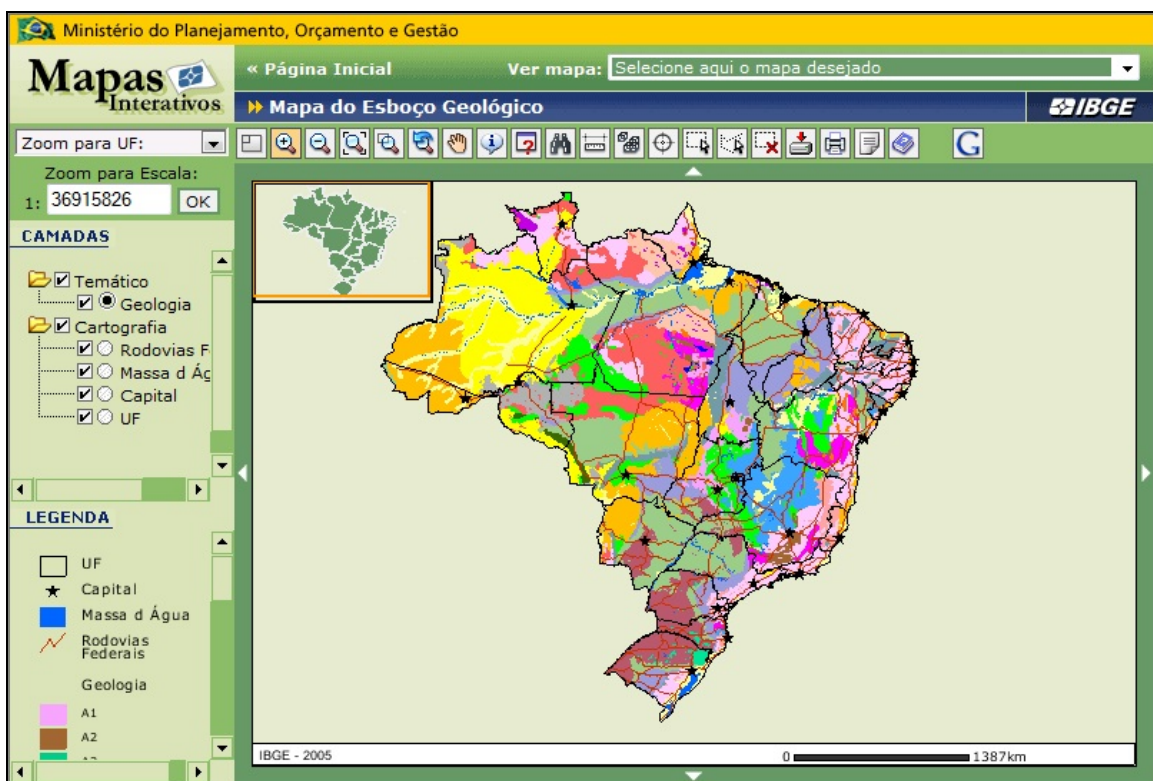 Ministério do Planejamento, Orçamento e Gestão
Mapas
Interativos
« Página Inicial
Ver mapa: Selecione aqui o mapa desejado
Mapa do Esboço Geológico
IBGE
Zoom para UF:
G
Zoom para Escala:
1: 36915826 OK
CAMADAS
Temático
Geologia
Cartografia
Rodovias F
Massa d Ág
Capital
UF
LEGENDA
UF
Capital
Massa d Água
Rodovias
Federais
Geologia
A1
A2
IBGE - 2005
0 1387km